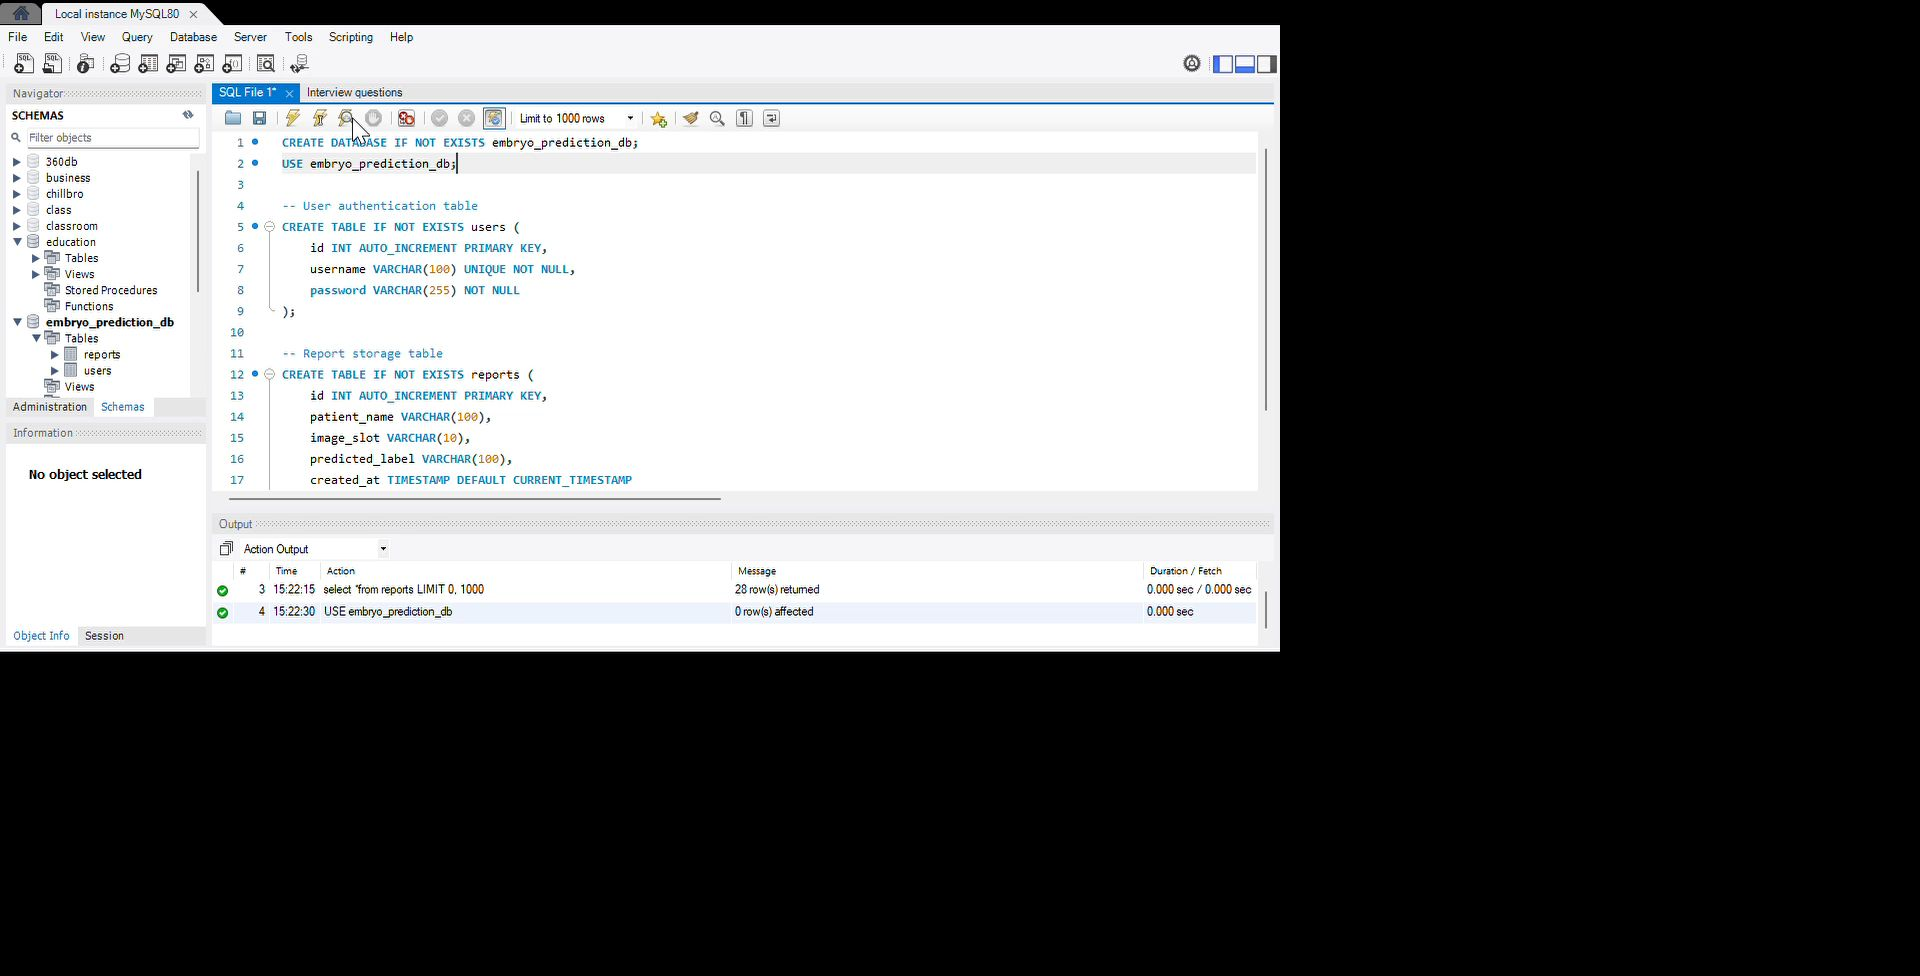 Local instance MySQL80
File Edit View Query Database Server Tools Scripting Help
Navigator
SCHEMAS
Filter objects
360db
business
chillbro
class
classroom
education
Tables
Views
Stored Procedures
Functions
embryo_prediction_db
Tables
reports
users
Views
Administration Schemas
Information
No object selected
Object Info Session
SQL File 1* Interview questions
Limit to 1000 rows
1 CREATE DATABASE IF NOT EXISTS embryo_prediction_db;
2 USE embryo_prediction_db;
3
4 -- User authentication table
5 CREATE TABLE IF NOT EXISTS users (
6 id INT AUTO_INCREMENT PRIMARY KEY,
7 username VARCHAR(100) UNIQUE NOT NULL,
8 password VARCHAR(255) NOT NULL
9 );
10
11 -- Report storage table
12 CREATE TABLE IF NOT EXISTS reports (
13 id INT AUTO_INCREMENT PRIMARY KEY,
14 patient_name VARCHAR(100),
15 image_slot VARCHAR(10),
16 predicted_label VARCHAR(100),
17 created_at TIMESTAMP DEFAULT CURRENT_TIMESTAMP
Output
Action Output
# Time Action Message Duration / Fetch
3 15:22:15 select *from reports LIMIT 0, 1000 28 row(s) returned 0.000 sec / 0.000 sec
4 15:22:30 USE embryo_prediction_db 0 row(s) affected 0.000 sec